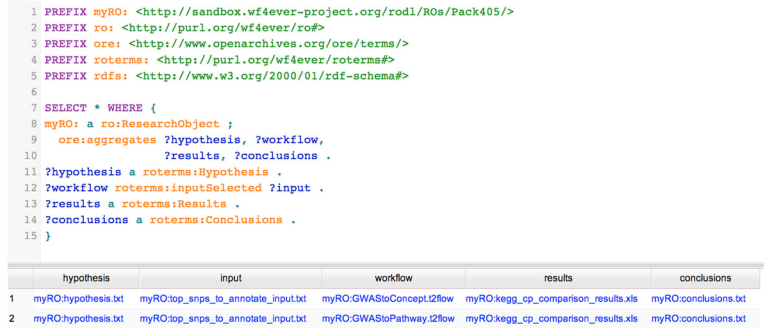 1 PREFIX myRO: <http://sandbox.wf4ever-project.org/rodl/ROs/Pack405/>
2 PREFIX ro: <http://purl.org/wf4ever/ro#>
3 PREFIX ore: <http://www.openarchives.org/ore/terms/>
4 PREFIX roterms: <http://purl.org/wf4ever/roterms#>
5 PREFIX rdfs: <http://www.w3.org/2000/01/rdf-schema#>
6
7 SELECT * WHERE {
8 myRO: a ro:ResearchObject ;
9 ore:aggregates ?hypothesis, ?workflow,
10 ?results, ?conclusions .
11 ?hypothesis a roterms:Hypothesis .
12 ?workflow roterms:inputSelected ?input .
13 ?results a roterms:Results .
14 ?conclusions a roterms:Conclusions .
15 }
hypothesis input workflow results conclusions
1 myRO:hypothesis.txt myRO:top_snps_to_annotate_input.txt myRO:GWAStoConcept.t2flow myRO:kegg_cp_comparison_results.xls myRO:conclusions.txt
2 myRO:hypothesis.txt myRO:top_snps_to_annotate_input.txt myRO:GWAStoPathway.t2flow myRO:kegg_cp_comparison_results.xls myRO:conclusions.txt